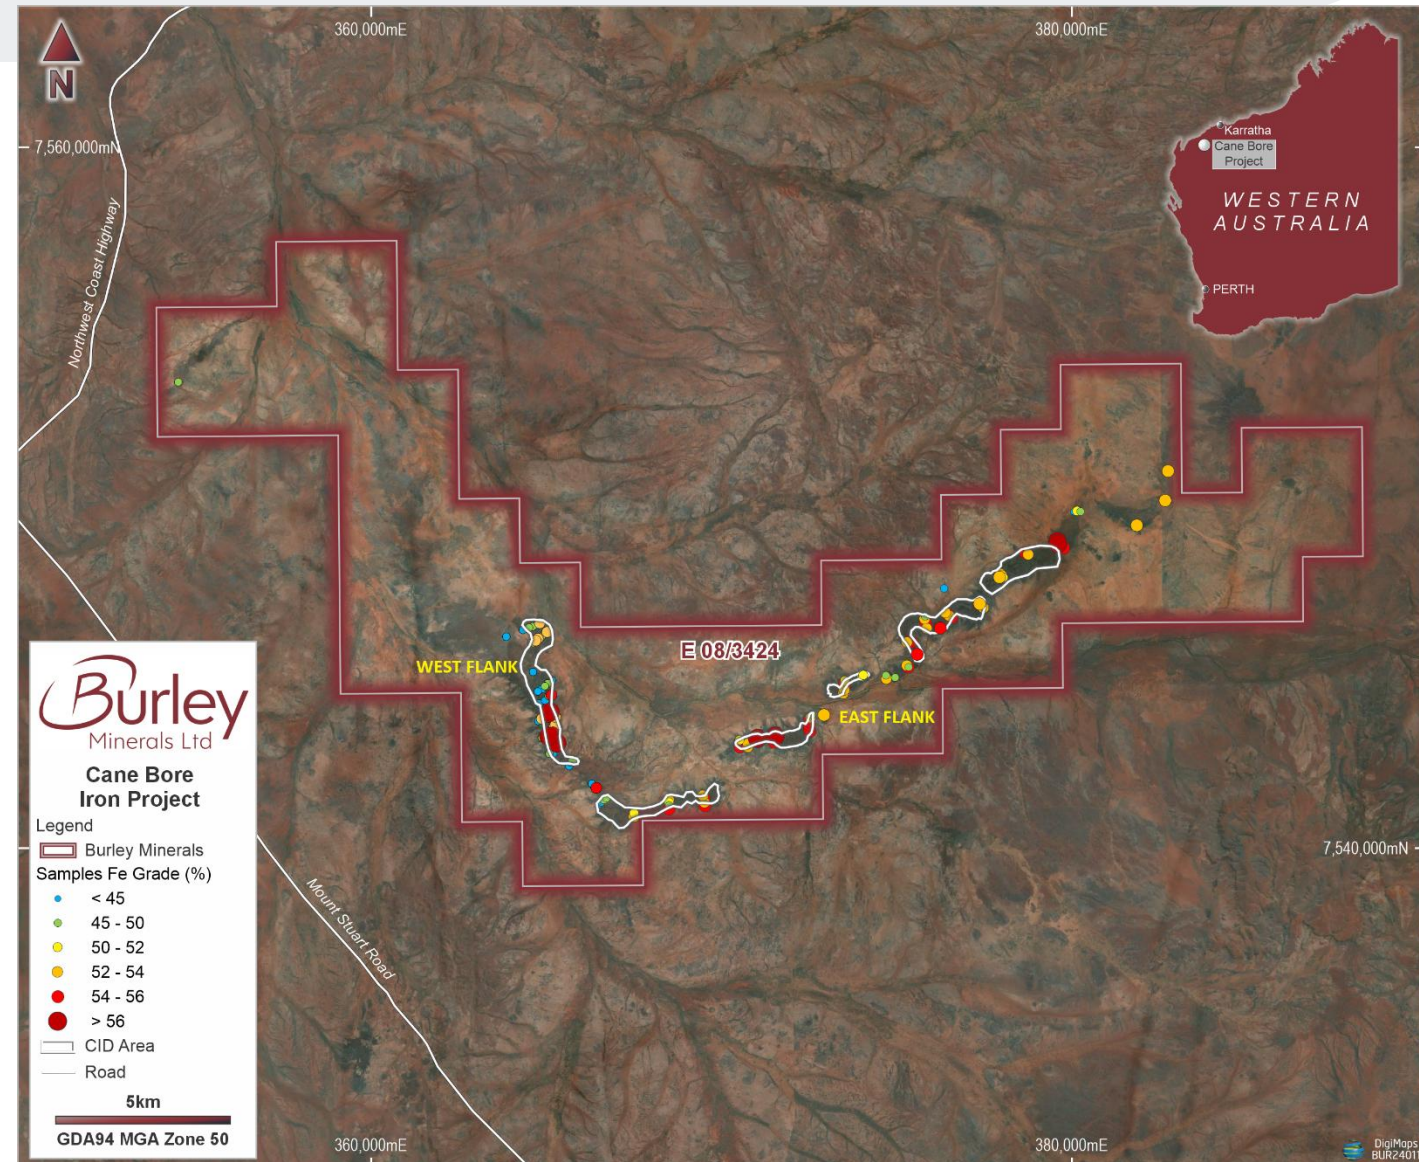 360,000mE
380,000mE
N
7,560,000mN
Karratha
Cane Bore
Project
WESTERN
AUSTRALIA
PERTH
Northwest Coast Highway
E 08/3424
WEST FLANK
EAST FLANK
Burley
Minerals Ltd
Cane Bore
Iron Project
Legend
Burley Minerals
Samples Fe Grade (%)
< 45
45 - 50
50 - 52
52 - 54
54 - 56
> 56
CID Area
Road
5km
GDA94 MGA Zone 50
7,540,000mN
Mount Stuart Road
360,000mE
380,000mE
DigiMaps
BUR24011